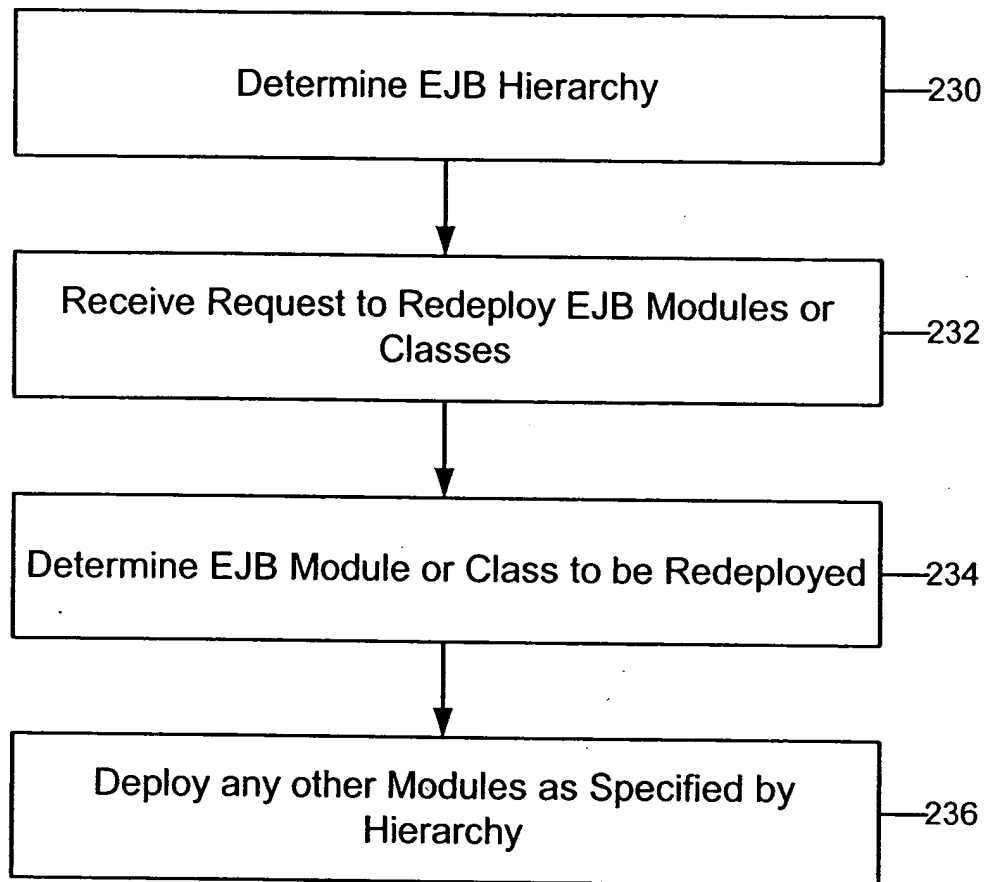 Determine EJB Hierarchy
230
Receive Request to Redeploy EJB Modules or
Classes
232
Determine EJB Module or Class to be Redeployed
234
Deploy any other Modules as Specified by
Hierarchy
236